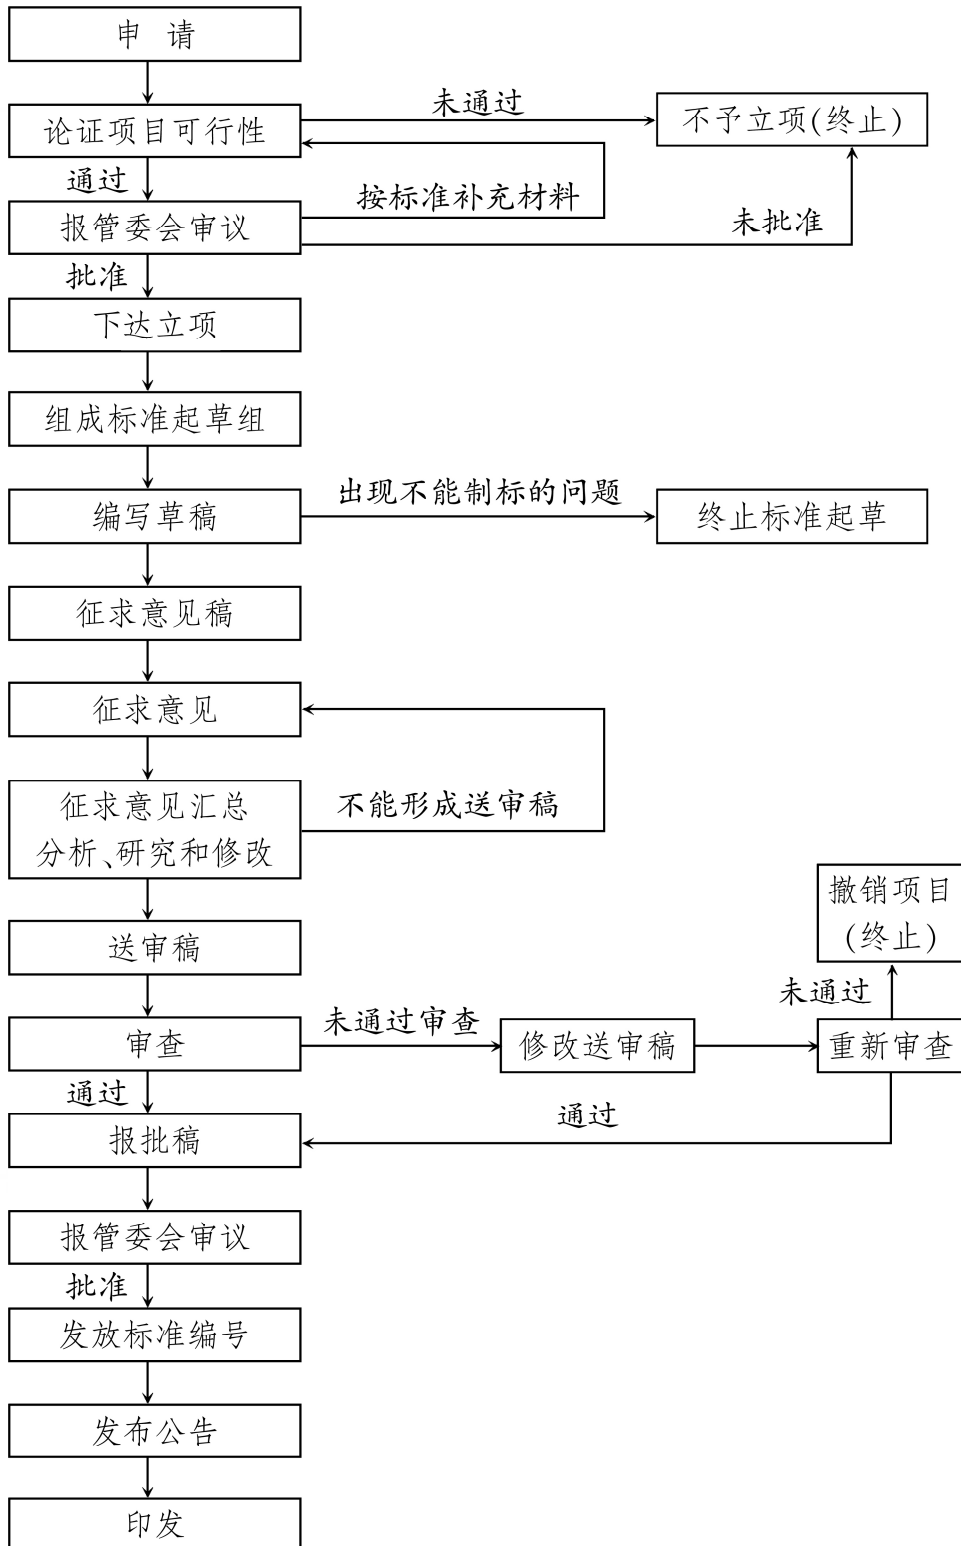 申 请
未通过
论证项目可行性
不予立项(终止)
通过
按标准补充材料
报管委会审议
未批准
批准
下达立项
组成标准起草组
出现不能制标的问题
编写草稿
终止标准起草
征求意见稿
征求意见
征求意见汇总
分析、研究和修改
不能形成送审稿
撤销项目
(终止)
送审稿
未通过
未通过审查
审查
修改送审稿
重新审查
通过
通过
报批稿
报管委会审议
批准
发放标准编号
发布公告
印发